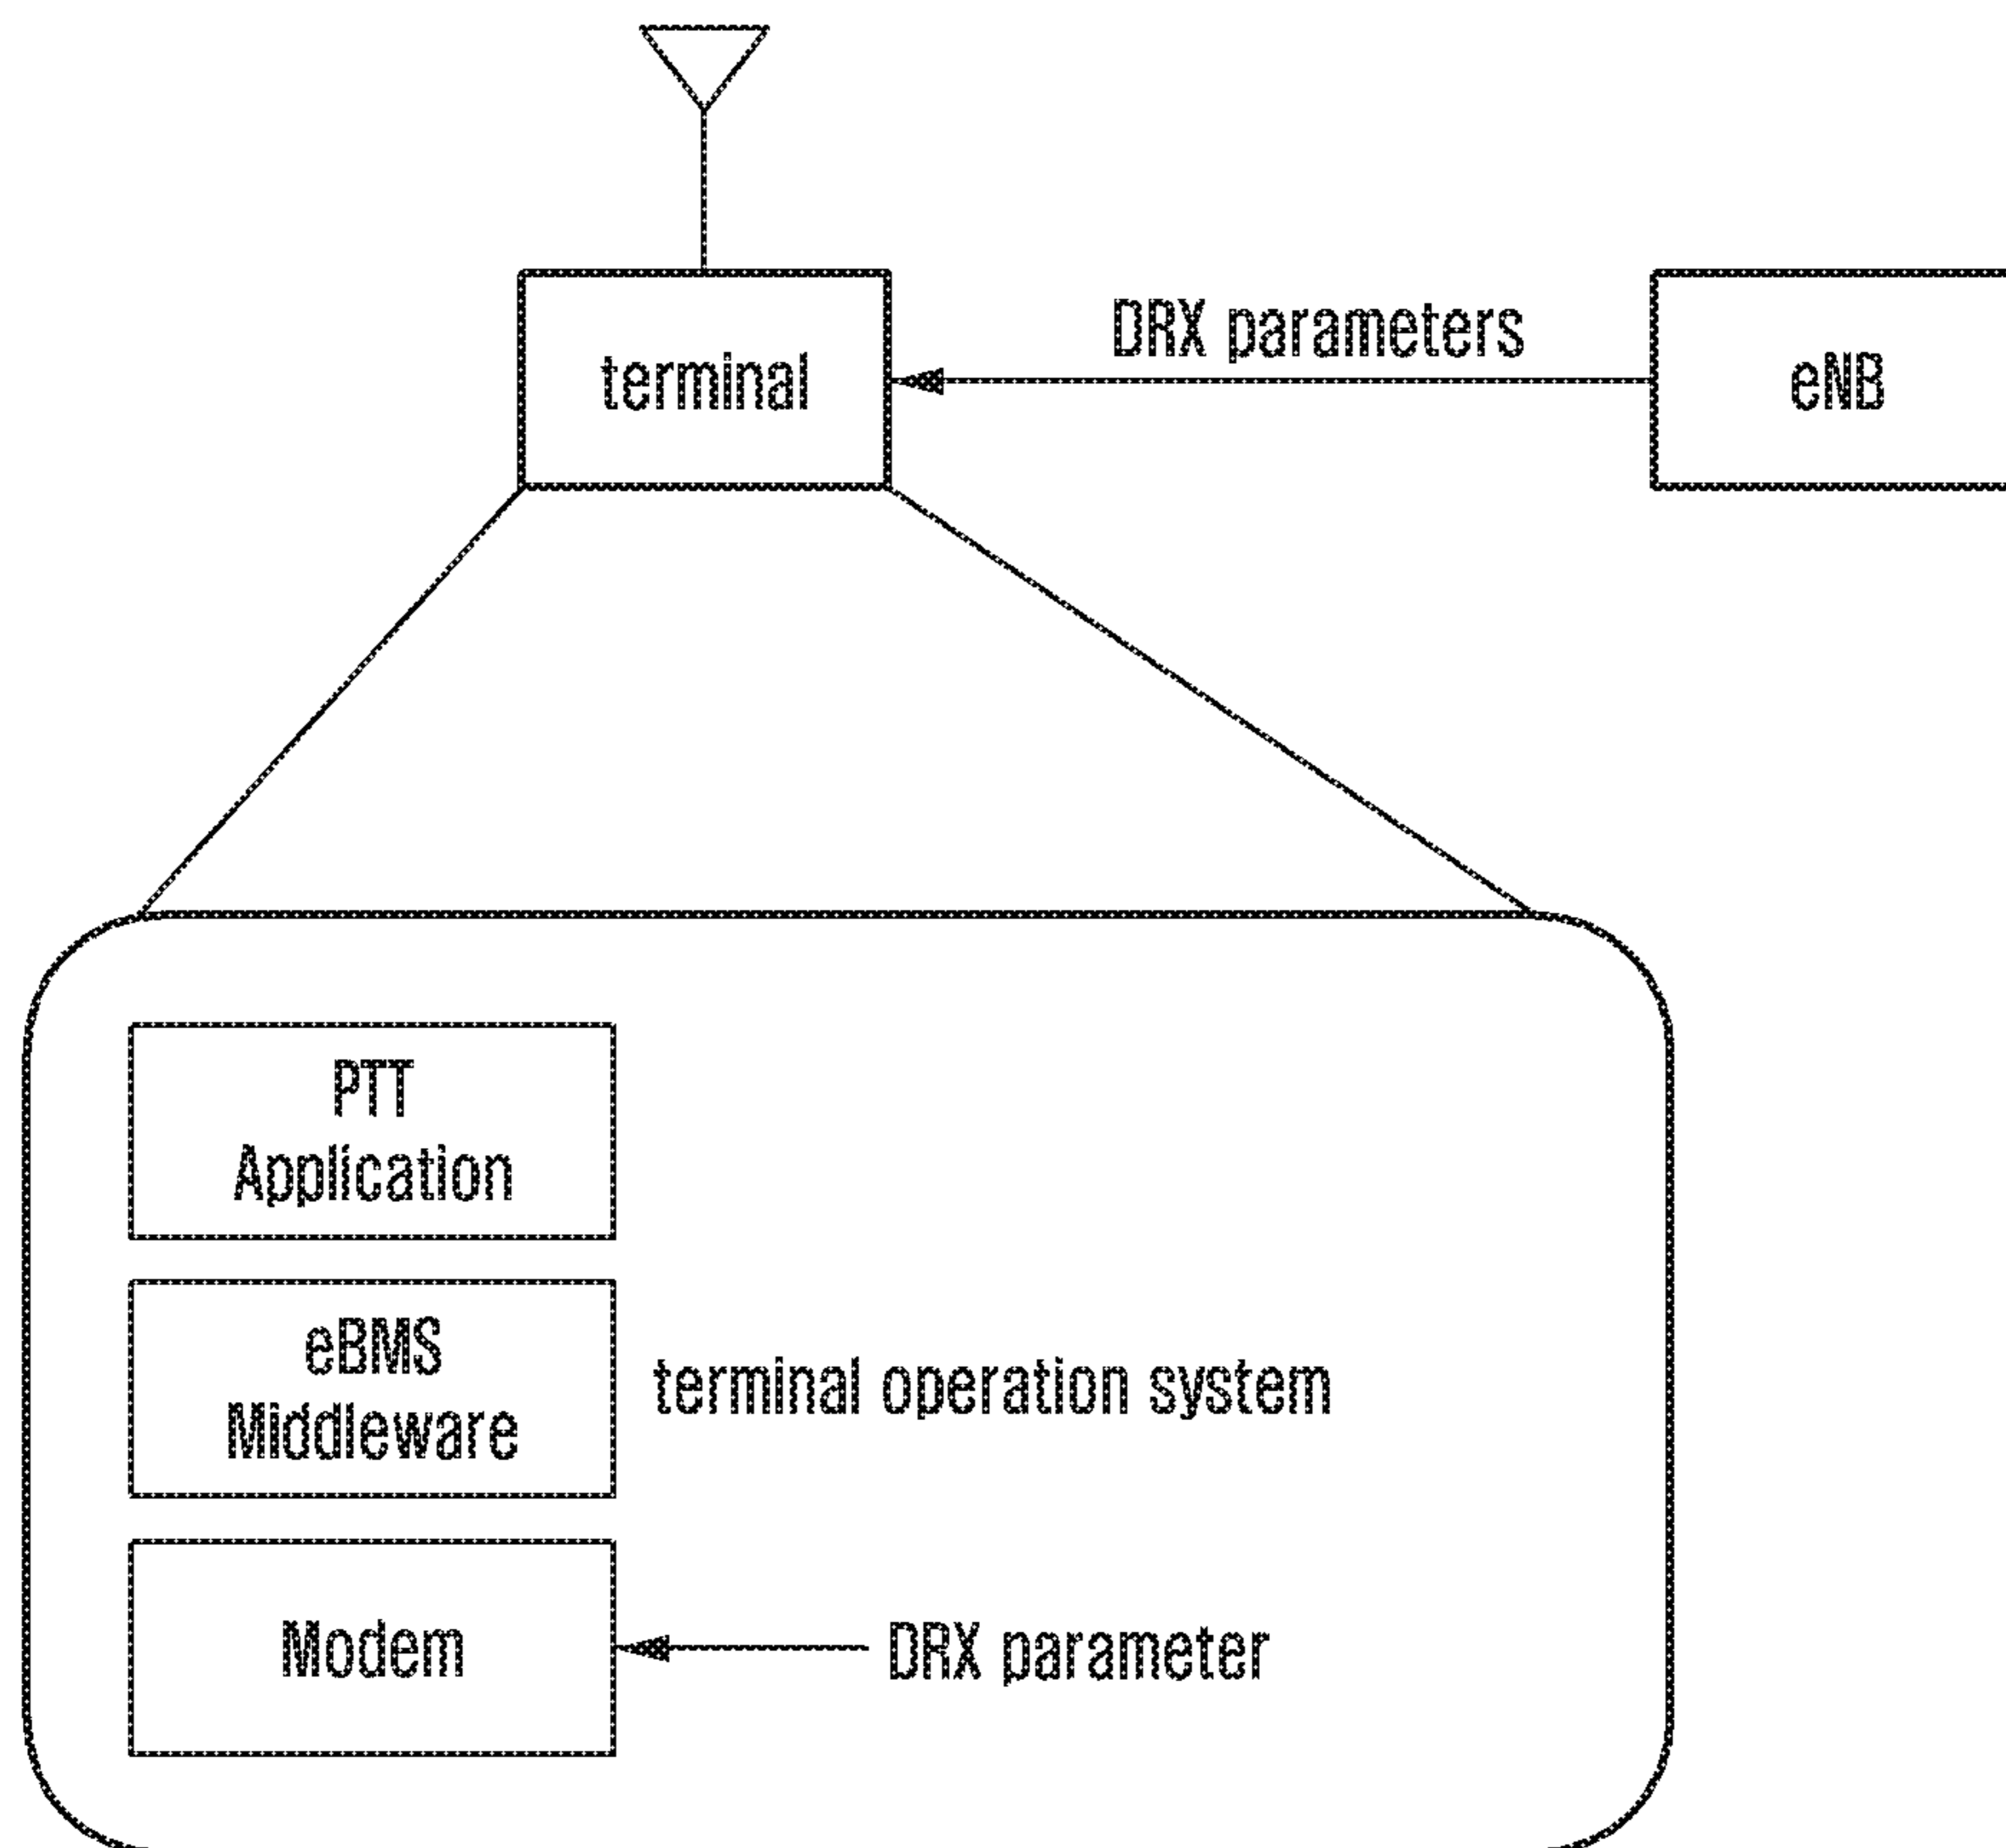 DRX parameters
terminal
eNB
PTT
Application
eBMS
Middleware
terminal operation system
Modem
DRX parameter